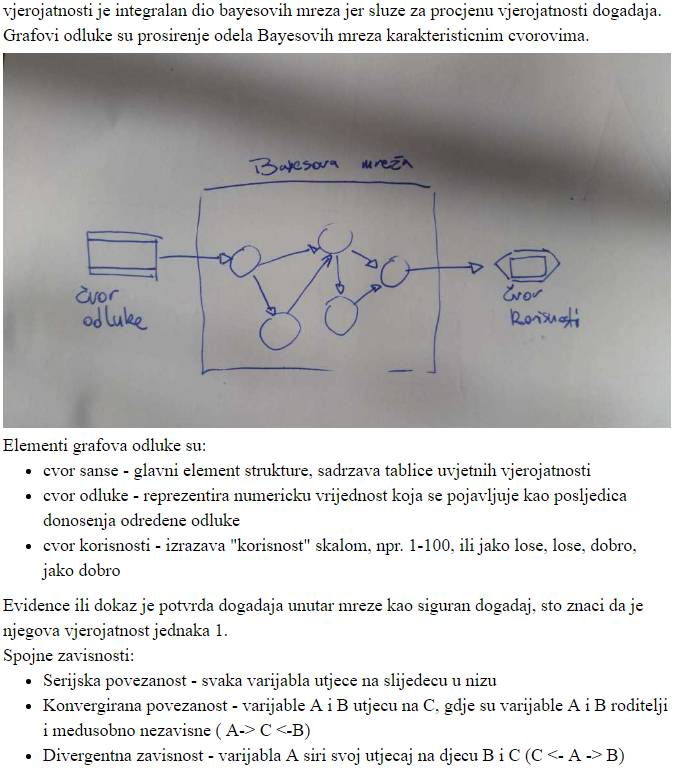 vjerojatnosti je integralan dio bayesovih mreza jer sluze za procjenu vjerojatnosti dogadaja.
Grafovi odluke su prosirenje odela Bayesovih mreza karakteristicnim cvorovima.
Bayesova mreža
čvor
odluke
čvor
korisnosti
Elementi grafova odluke su:
• cvor sanse - glavni element strukture, sadrzava tablice uvjetnih vjerojatnosti
• cvor odluke - reprezentira numericku vrijednost koja se pojavljuje kao posljedica
donosenja odredene odluke
• cvor korisnosti - izrazava "korisnost" skalom, npr. 1-100, ili jako lose, lose, dobro,
jako dobro
Evidence ili dokaz je potvrda dogadaja unutar mreze kao siguran dogadaj, sto znaci da je
njegova vjerojatnost jednaka 1.
Spojne zavisnosti:
• Serijska povezanost - svaka varijabla utjece na slijedecu u nizu
• Konvergirana povezanost - varijable A i B utjecu na C, gdje su varijable A i B roditelji
i medusobno nezavisne ( A-> C <-B)
• Divergentna zavisnost - varijabla A siri svoj utjecaj na djecu B i C (C <- A -> B)